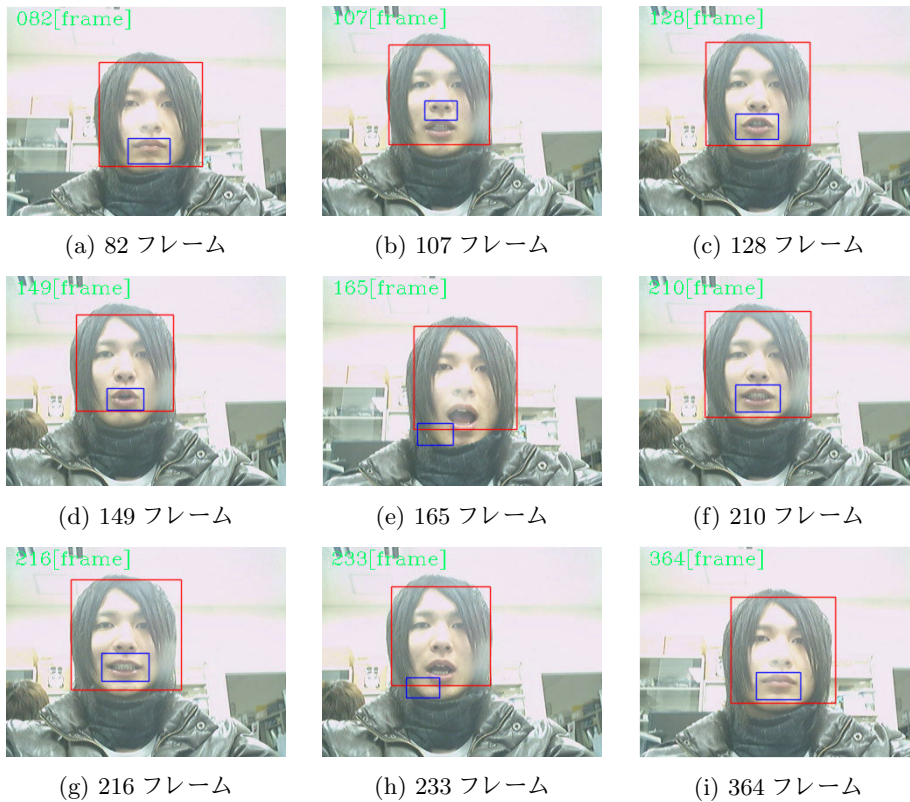 082[frame]
107[frame]
128[frame]
(a) 82 フレーム
(b) 107 フレーム
(c) 128 フレーム
149[frame]
165[frame]
210[frame]
(d) 149 フレーム
(e) 165 フレーム
(f) 210 フレーム
216[frame]
233[frame]
364[frame]
(g) 216 フレーム
(h) 233 フレーム
(i) 364 フレーム